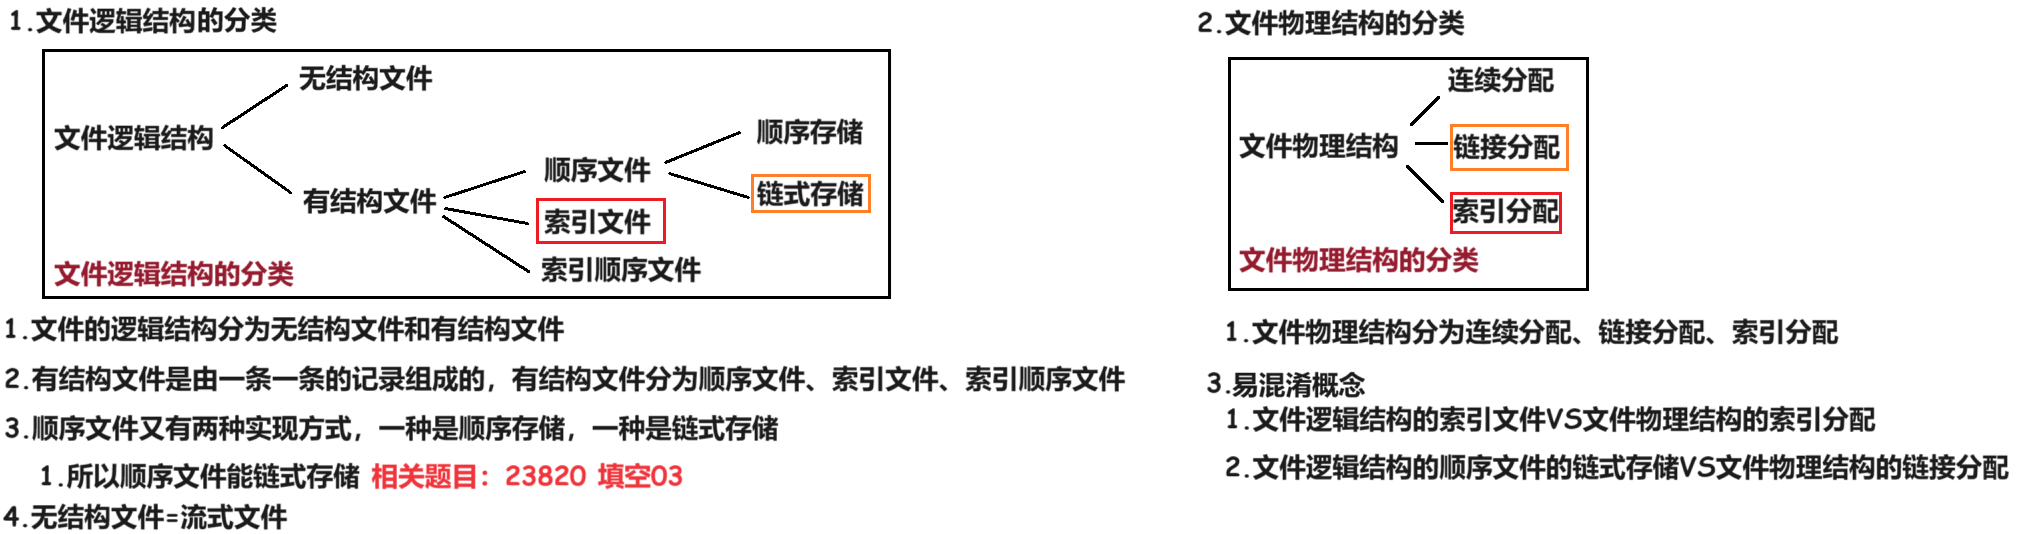 1.文件逻辑结构的分类
无结构文件
文件逻辑结构
顺序存储
顺序文件
链式存储
有结构文件
索引文件
索引顺序文件
文件逻辑结构的分类
1.文件的逻辑结构分为无结构文件和有结构文件
2.有结构文件是由一条一条的记录组成的，有结构文件分为顺序文件、索引文件、索引顺序文件
3.顺序文件又有两种实现方式，一种是顺序存储，一种是链式存储
1.所以顺序文件能链式存储 相关题目：23820 填空03
4.无结构文件=流式文件
2.文件物理结构的分类
连续分配
文件物理结构
链接分配
索引分配
文件物理结构的分类
1.文件物理结构分为连续分配、链接分配、索引分配
3.易混淆概念
1.文件逻辑结构的索引文件VS文件物理结构的索引分配
2.文件逻辑结构的顺序文件的链式存储VS文件物理结构的链接分配